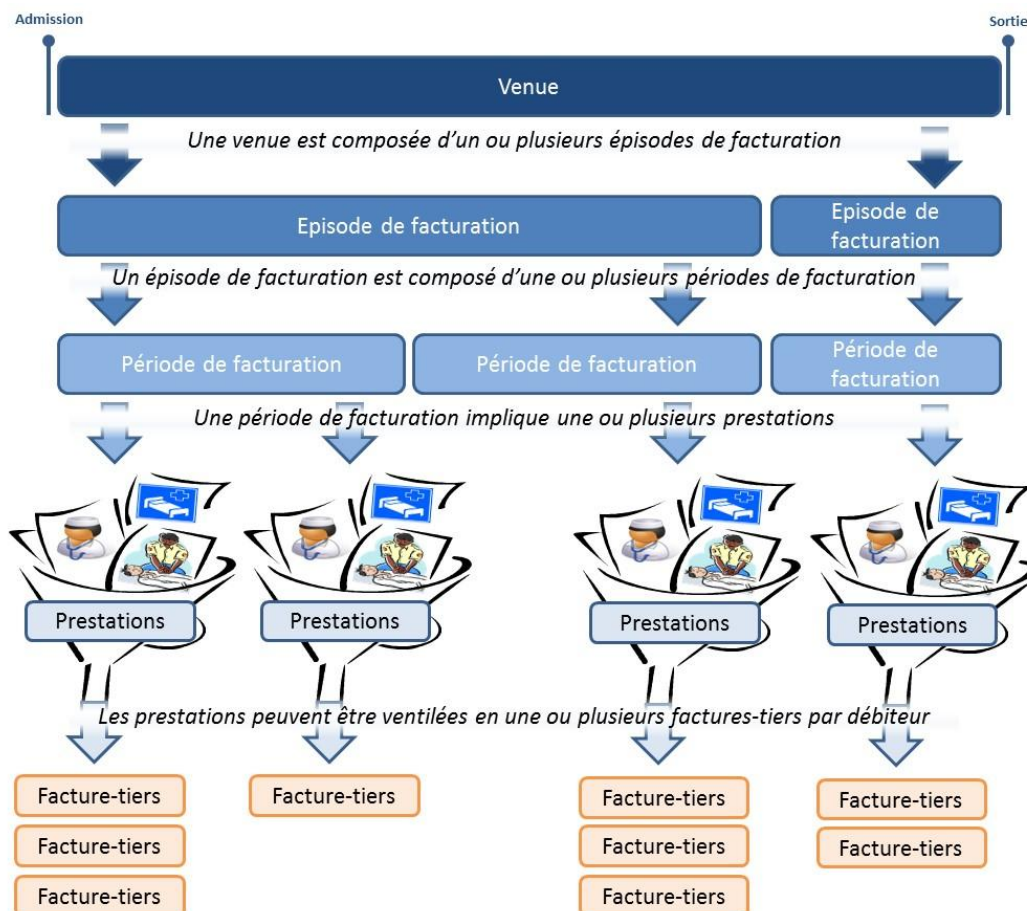 Admission
Sortie
Venue
Une venue est composée d'un ou plusieurs épisodes de facturation
Episode de facturation
Episode de
facturation
Un épisode de facturation est composé d'une ou plusieurs périodes de facturation
Période de facturation
Période de facturation
Période de
facturation
Une période de facturation implique une ou plusieurs prestations
Prestations
Prestations
Prestations
Prestations
Les prestations peuvent être ventilées en une ou plusieurs factures-tiers par débiteur
Facture-tiers
Facture-tiers
Facture-tiers
Facture-tiers
Facture-tiers
Facture-tiers
Facture-tiers
Facture-tiers
Facture-tiers